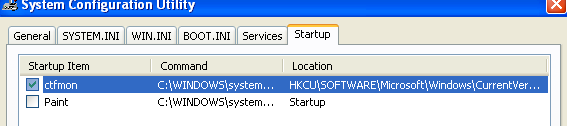 System Configuration Utility
General SYSTEM.INI WIN.INI BOOT.INI Services Startup
Startup Item Command Location
ctfmon C:\WINDOWS\system... HKCU\SOFTWARE\Microsoft\Windows\CurrentVer...
Paint C:\WINDOWS\system... Startup